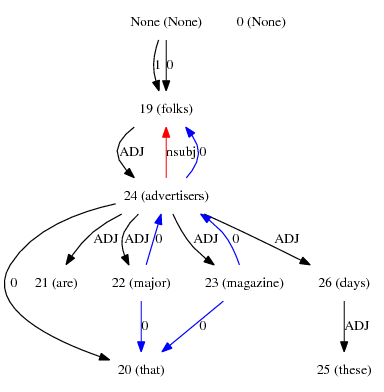 None (None) 0 (None)
1 0
19 (folks)
ADJ nsubj 0
24 (advertisers)
ADJ ADJ 0 ADJ 0 ADJ
0 21 (are) 22 (major) 23 (magazine) 26 (days)
0 0 ADJ
20 (that) 25 (these)